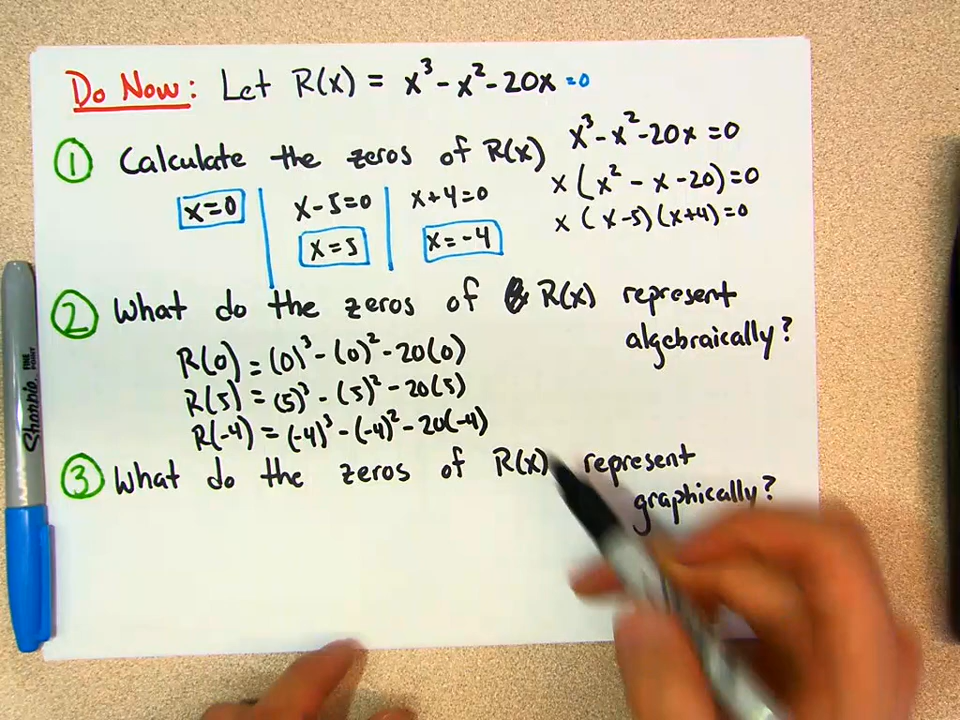 Do Now: Let R(x) = x³ - x² - 20x = 0
① Calculate the zeros of R(x)
x³ - x² - 20x = 0
x (x² - x - 20) = 0
x (x-5)(x+4) = 0
x=0
x-5=0
x=5
x+4=0
x=-4
② What do the zeros of R(x) represent
algebraically?
R(0) = (0)³ - (0)² - 20(0)
R(5) = (5)³ - (5)² - 20(5)
R(-4) = (-4)³ - (-4)² - 20(-4)
③ What do the zeros of R(x) represent
graphically?
Sharpie
FINE
POINT